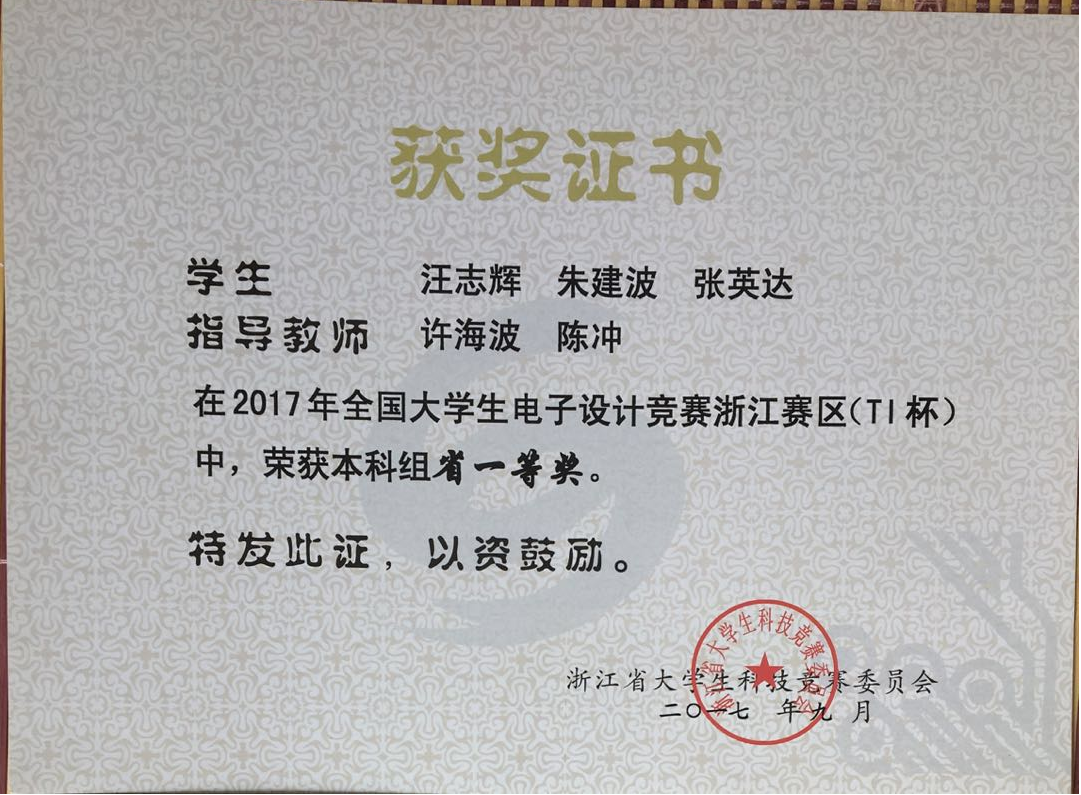 获奖证书
学生 汪志辉 朱建波 张英达
指导教师 许海波 陈冲
在2017年全国大学生电子设计竞赛浙江赛区(TI杯)
中，荣获本科组省一等奖。
特发此证，以资鼓励。
浙江省大学生科技竞赛委员会
二〇一七 年九 月
浙江省大学生科技竞赛委员会